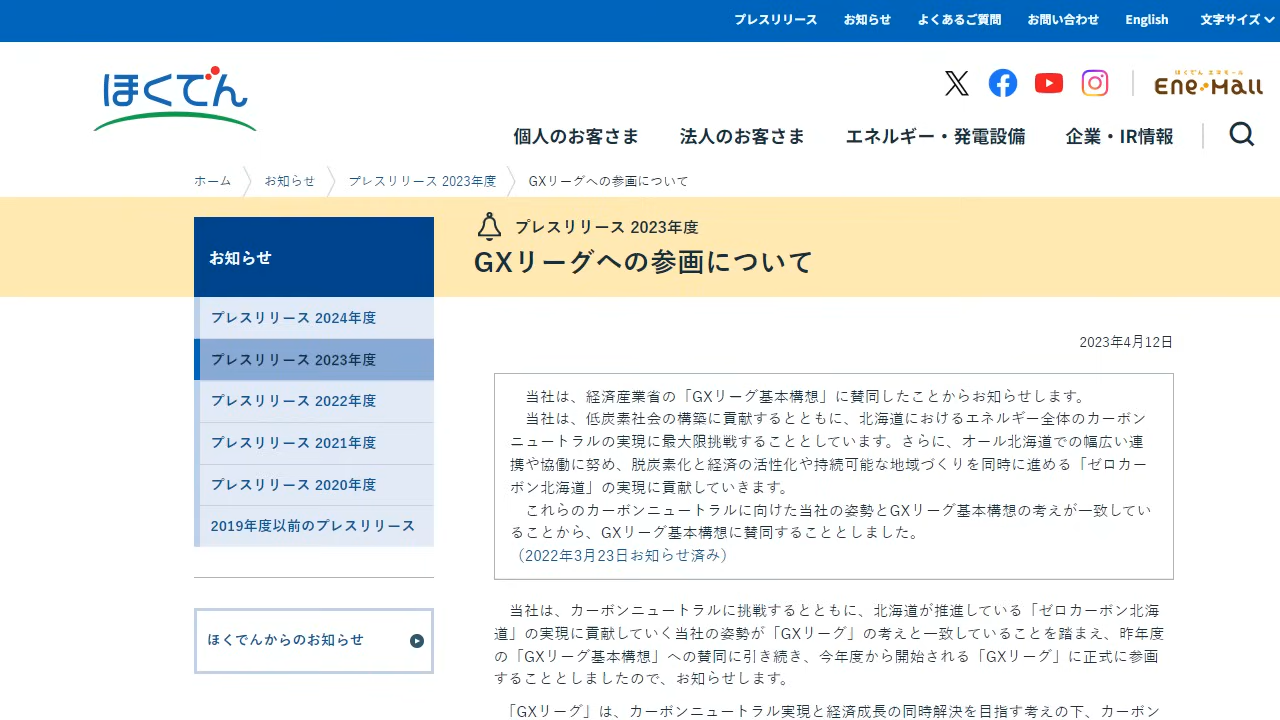 プレスリリース お知らせ よくあるご質問 お問い合わせ English 文字サイズ
ほくでん
ほくでん エネモール
Ene・Mall
個人のお客さま 法人のお客さま エネルギー・発電設備 企業・IR情報
ホーム お知らせ プレスリリース 2023年度 GXリーグへの参画について
プレスリリース 2023年度
GXリーグへの参画について
お知らせ
プレスリリース 2024年度
プレスリリース 2023年度
プレスリリース 2022年度
プレスリリース 2021年度
プレスリリース 2020年度
2019年度以前のプレスリリース
ほくでんからのお知らせ
2023年4月12日
当社は、経済産業省の「GXリーグ基本構想」に賛同したことからお知らせします。
当社は、低炭素社会の構築に貢献するとともに、北海道におけるエネルギー全体のカーボン
ニュートラルの実現に最大限挑戦することとしています。さらに、オール北海道での幅広い連
携や協働に努め、脱炭素化と経済の活性化や持続可能な地域づくりを同時に進める「ゼロカー
ボン北海道」の実現に貢献していきます。
これらのカーボンニュートラルに向けた当社の姿勢とGXリーグ基本構想の考えが一致してい
ることから、GXリーグ基本構想に賛同することとしました。
（2022年3月23日お知らせ済み）
当社は、カーボンニュートラルに挑戦するとともに、北海道が推進している「ゼロカーボン北海
道」の実現に貢献していく当社の姿勢が「GXリーグ」の考えと一致していることを踏まえ、昨年度
の「GXリーグ基本構想」への賛同に引き続き、今年度から開始される「GXリーグ」に正式に参画
することとしましたので、お知らせします。
「GXリーグ」は、カーボンニュートラル実現と経済成長の同時解決を目指す考えの下、カーボン